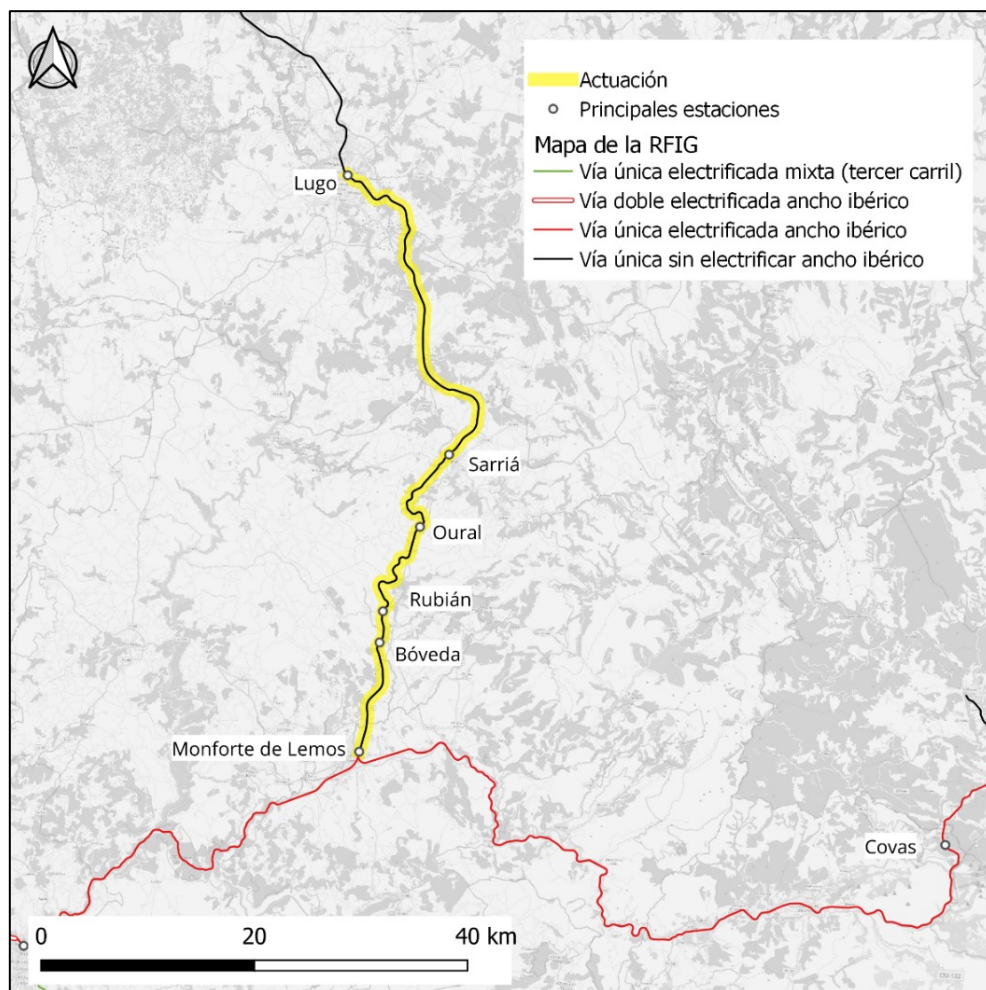 Actuación
Principales estaciones
Mapa de la RFIG
Vía única electrificada mixta (tercer carril)
Vía doble electrificada ancho ibérico
Vía única electrificada ancho ibérico
Vía única sin electrificar ancho ibérico
Lugo
Sarriá
Oural
Rubián
Bóveda
Monforte de Lemos
Covas
0 20 40 km